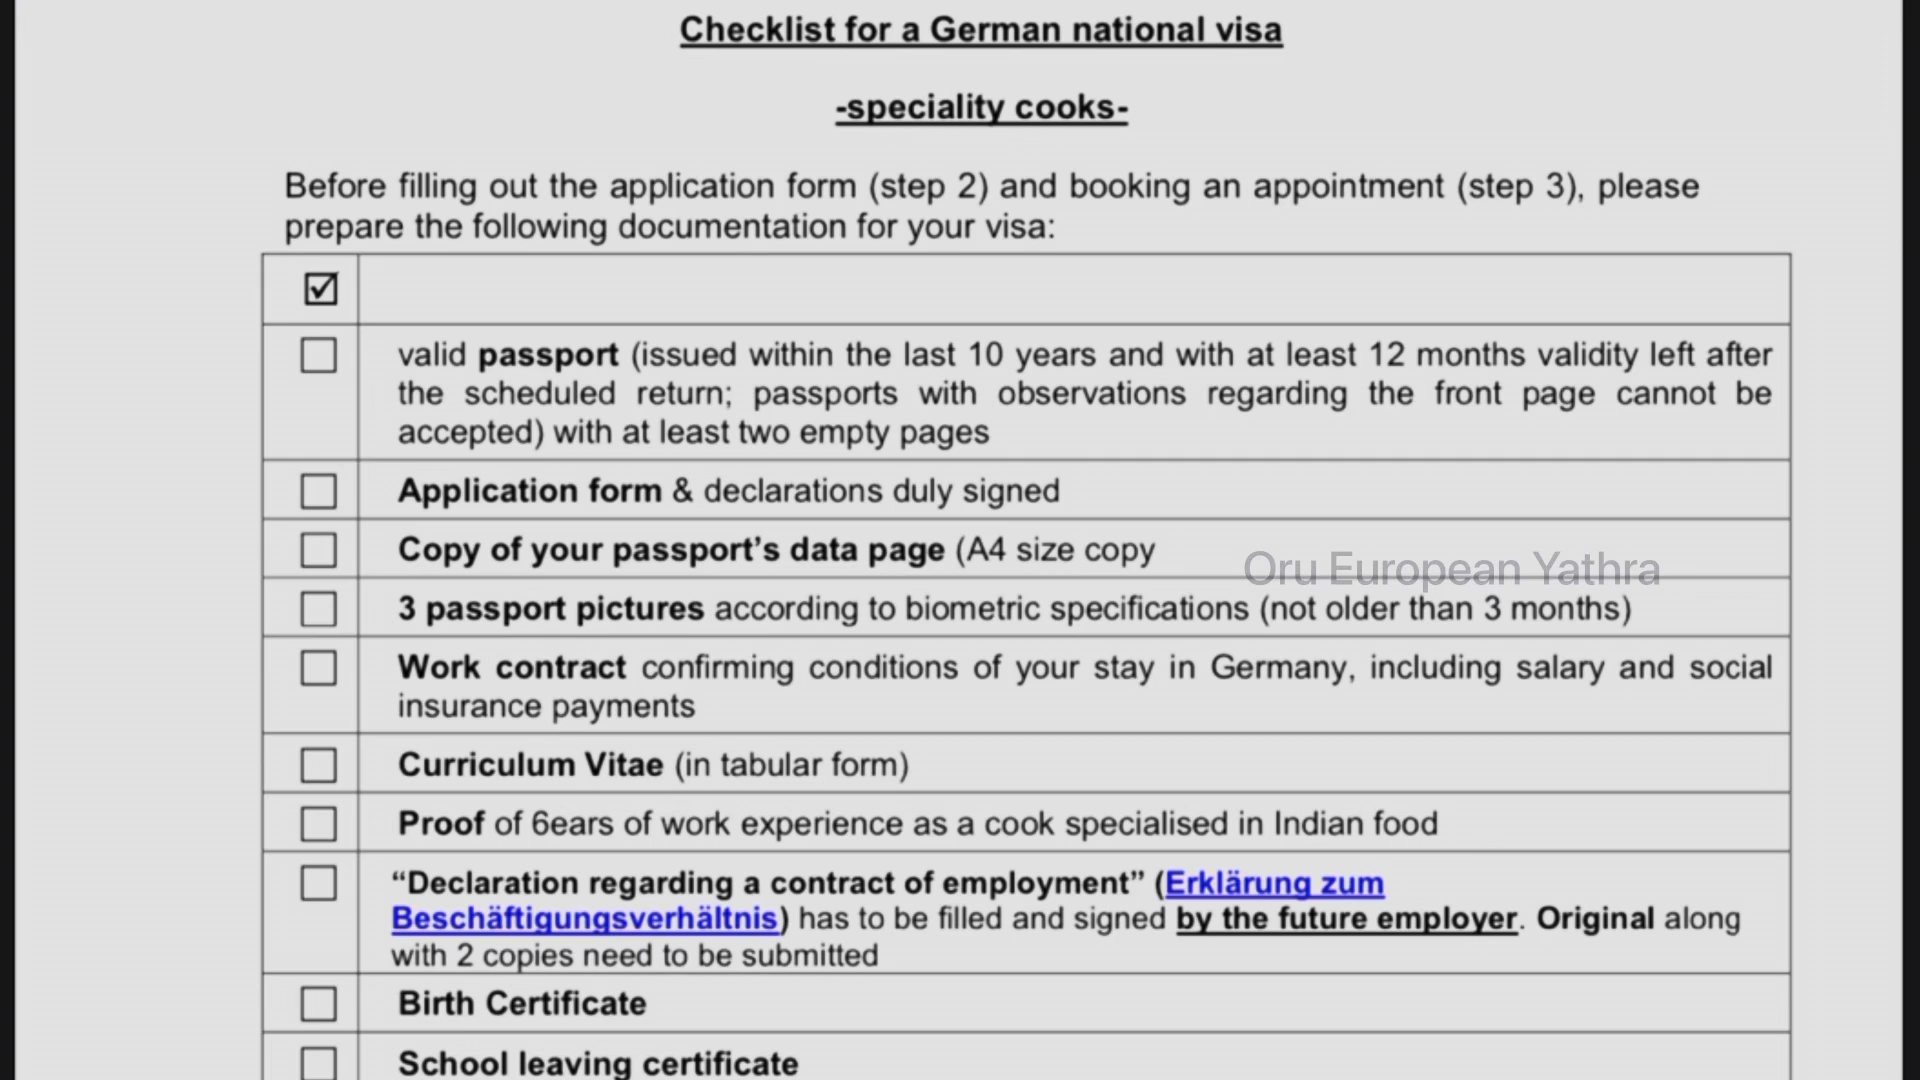 Checklist for a German national visa
-speciality cooks-
Before filling out the application form (step 2) and booking an appointment (step 3), please
prepare the following documentation for your visa:
valid passport (issued within the last 10 years and with at least 12 months validity left after
the scheduled return; passports with observations regarding the front page cannot be
accepted) with at least two empty pages
Application form & declarations duly signed
Copy of your passport’s data page (A4 size copy
Oru European Yathra
3 passport pictures according to biometric specifications (not older than 3 months)
Work contract confirming conditions of your stay in Germany, including salary and social
insurance payments
Curriculum Vitae (in tabular form)
Proof of 6ears of work experience as a cook specialised in Indian food
“Declaration regarding a contract of employment” (Erklärung zum
Beschäftigungsverhältnis) has to be filled and signed by the future employer. Original along
with 2 copies need to be submitted
Birth Certificate
School leaving certificate